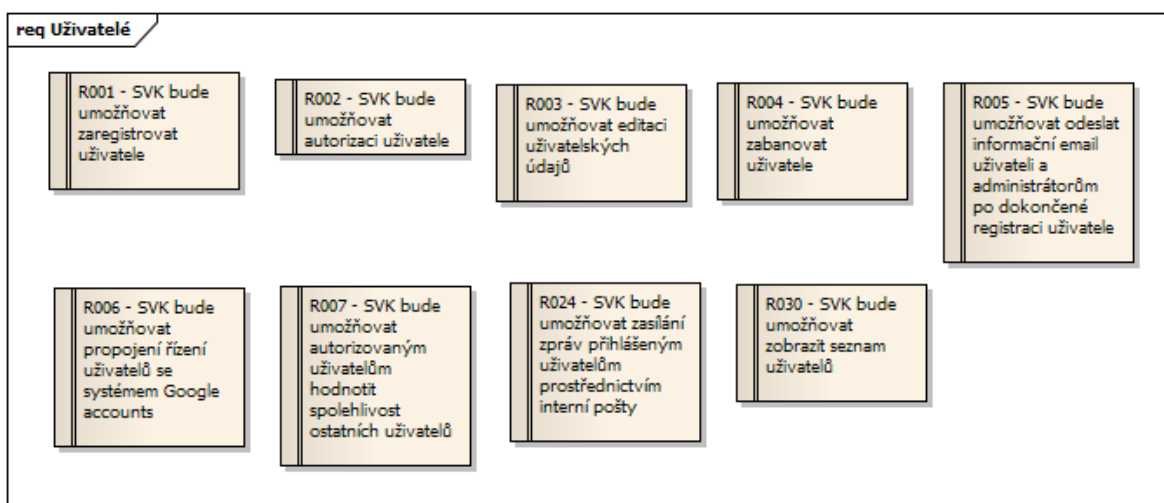 req Uživatelé
R001 - SVK bude
umožňovat
zaregistrovat
uživatele
R002 - SVK bude
umožňovat
autorizaci uživatele
R003 - SVK bude
umožňovat editaci
uživatelských
údajů
R004 - SVK bude
umožňovat
zabanovat
uživatele
R005 - SVK bude
umožňovat odeslat
informační email
uživateli a
administrátorům
po dokončené
registraci uživatele
R006 - SVK bude
umožňovat
propojení řízení
uživatelů se
systémem Google
accounts
R007 - SVK bude
umožňovat
autorizovaným
uživatelům
hodnotit
spolehlivost
ostatních uživatelů
R024 - SVK bude
umožňovat zasílání
zpráv přihlášeným
uživatelům
prostřednictvím
interní pošty
R030 - SVK bude
umožňovat
zobrazit seznam
uživatelů